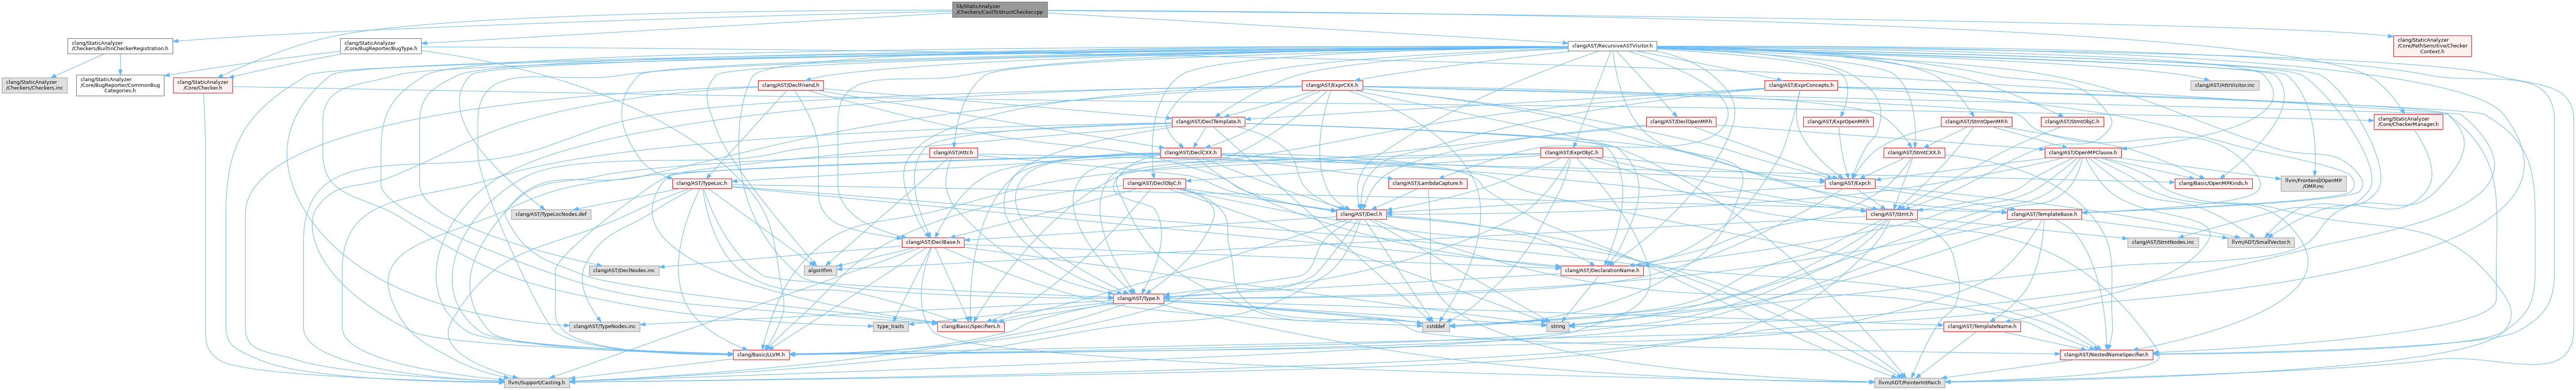 lib/StaticAnalyzer
/Checkers/CastToStructChecker.cpp
clang/StaticAnalyzer
/Checkers/BuiltinCheckerRegistration.h
clang/StaticAnalyzer
/Core/BugReporter/BugType.h
clang/AST/RecursiveASTVisitor.h
clang/StaticAnalyzer
/Core/PathSensitive/Checker
Context.h
clang/StaticAnalyzer
/Checkers/Checkers.inc
clang/StaticAnalyzer
/Core/BugReporter/CommonBug
Categories.h
clang/StaticAnalyzer
/Core/Checker.h
clang/AST/DeclFriend.h
clang/AST/ExprCXX.h
clang/AST/ExprConcepts.h
clang/AST/AttrVisitor.inc
clang/AST/DeclTemplate.h
clang/AST/DeclOpenMP.h
clang/AST/ExprOpenMP.h
clang/AST/StmtOpenMP.h
clang/AST/StmtObjC.h
clang/StaticAnalyzer
/Core/CheckerManager.h
clang/AST/Attr.h
clang/AST/DeclCXX.h
clang/AST/ExprObjC.h
clang/AST/StmtCXX.h
clang/AST/OpenMPClause.h
clang/AST/TypeLoc.h
clang/AST/DeclObjC.h
clang/AST/LambdaCapture.h
clang/AST/Expr.h
clang/Basic/OpenMPKinds.h
llvm/Frontend/OpenMP
/OMP.inc
clang/AST/TypeLocNodes.def
clang/AST/Decl.h
clang/AST/Stmt.h
clang/AST/TemplateBase.h
clang/AST/DeclBase.h
clang/AST/StmtNodes.inc
llvm/ADT/SmallVector.h
clang/AST/DeclNodes.inc
algorithm
clang/AST/DeclarationName.h
clang/AST/Type.h
clang/AST/TypeNodes.inc
type_traits
clang/Basic/Specifiers.h
cstddef
string
clang/AST/TemplateName.h
clang/Basic/LLVM.h
clang/AST/NestedNameSpecifier.h
llvm/Support/Casting.h
llvm/ADT/PointerIntPair.h